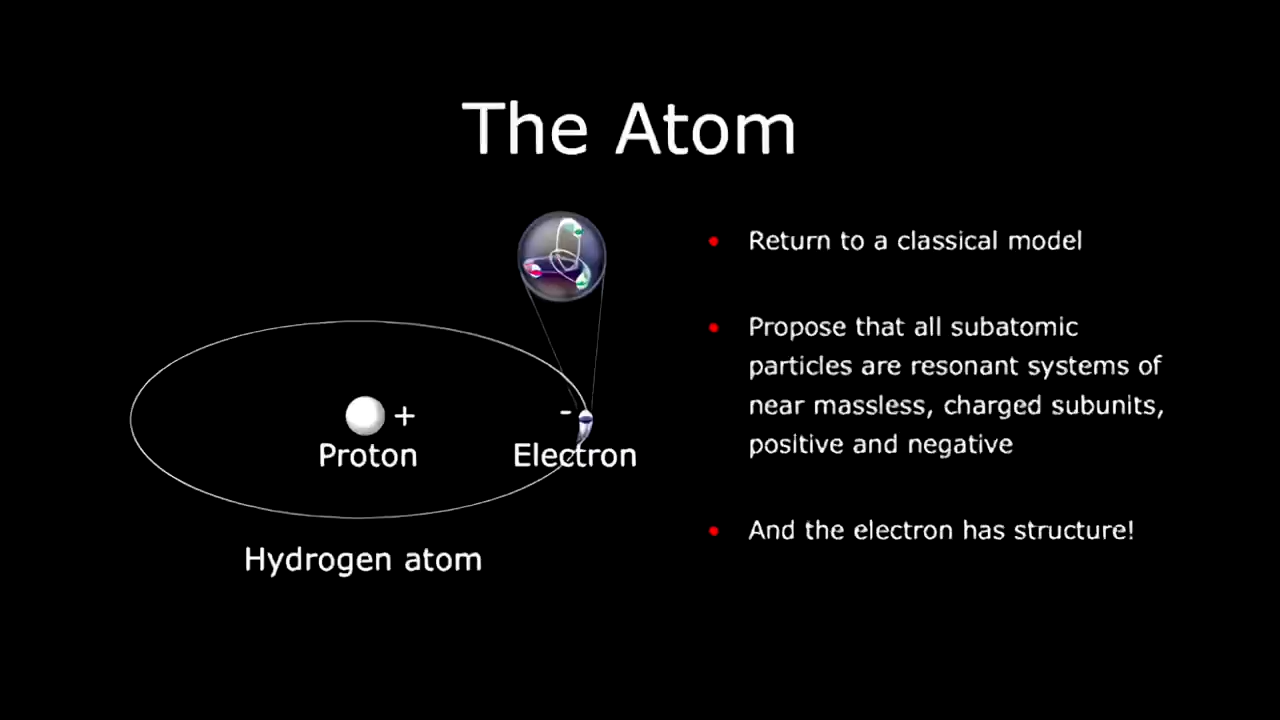 The Atom
Return to a classical model
Propose that all subatomic
particles are resonant systems of
near massless, charged subunits,
positive and negative
And the electron has structure!
+
-
Proton
Electron
Hydrogen atom